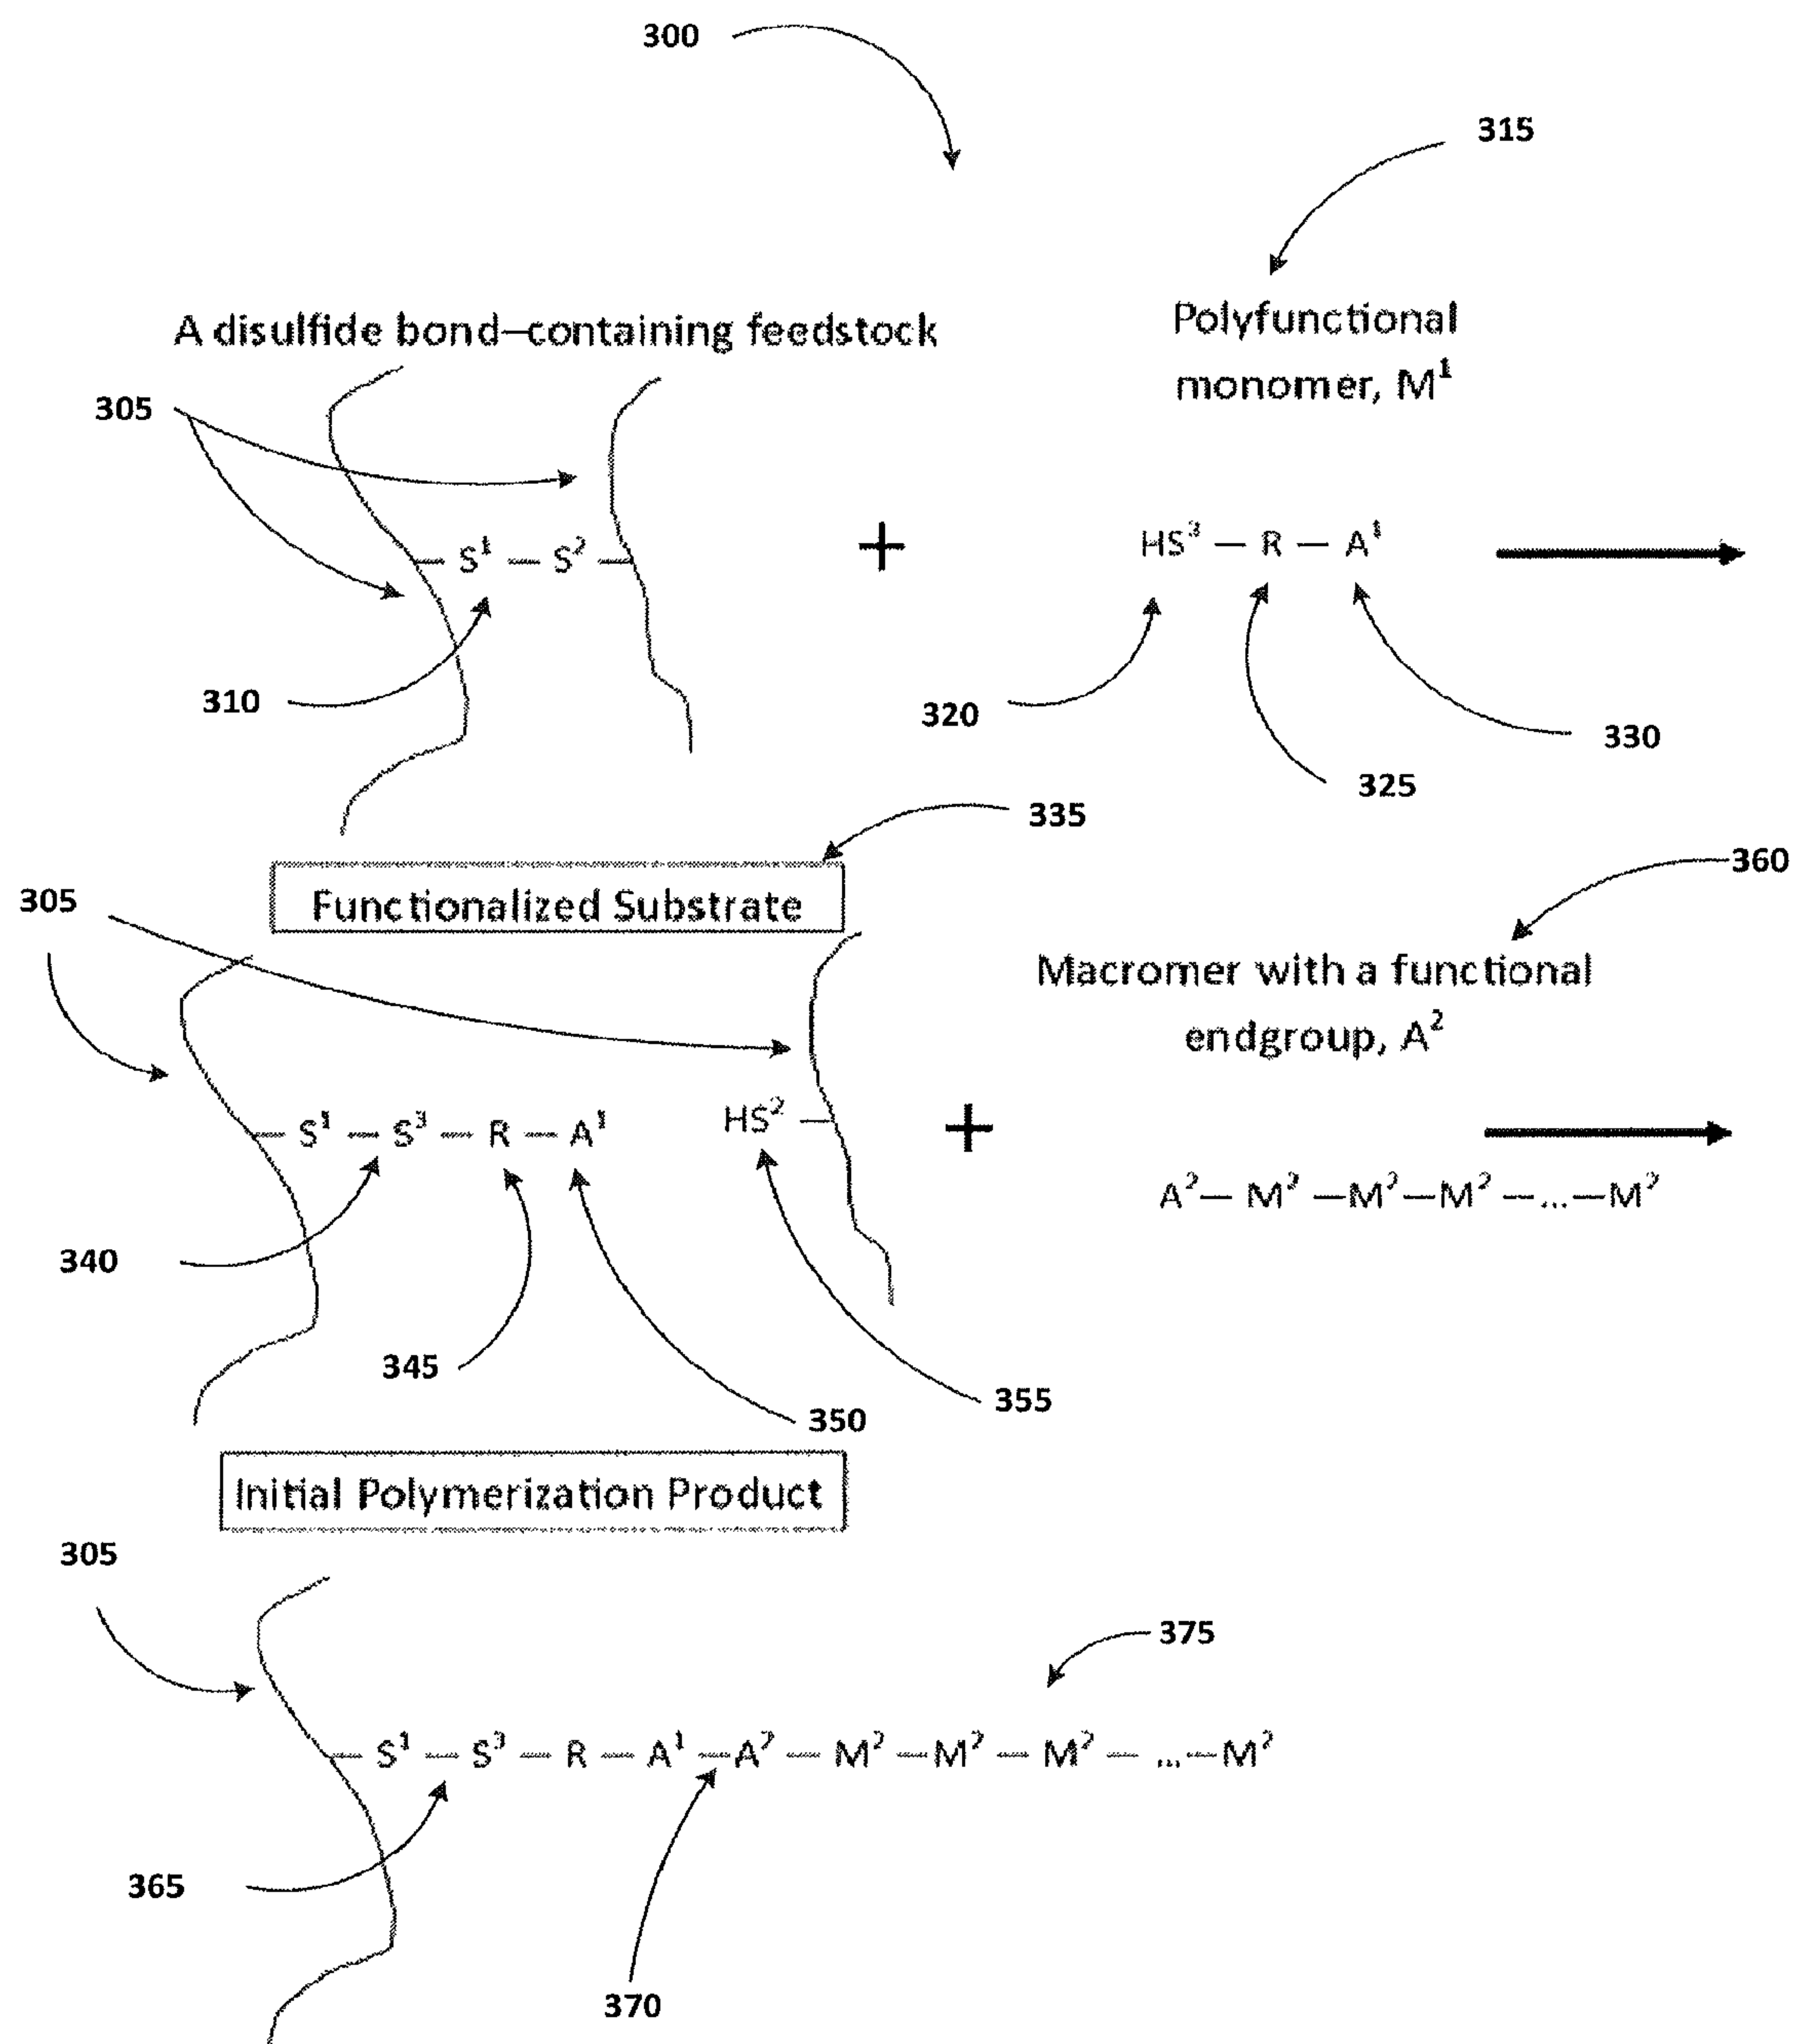 300
315
A disulfide bond–containing feedstock
Polyfunctional
monomer, M¹
305
— S¹ — S² —
+
HS³ — R — A¹
310
320
330
325
335
360
305
Functionalized Substrate
Macromer with a functional
endgroup, A²
— S¹ — S³ — R — A¹
HS² —
+
A² — M² — M² — M² — ... — M²
340
345
355
350
Initial Polymerization Product
305
375
— S¹ — S³ — R — A¹ — A² — M² — M² — M² — ... — M²
365
370